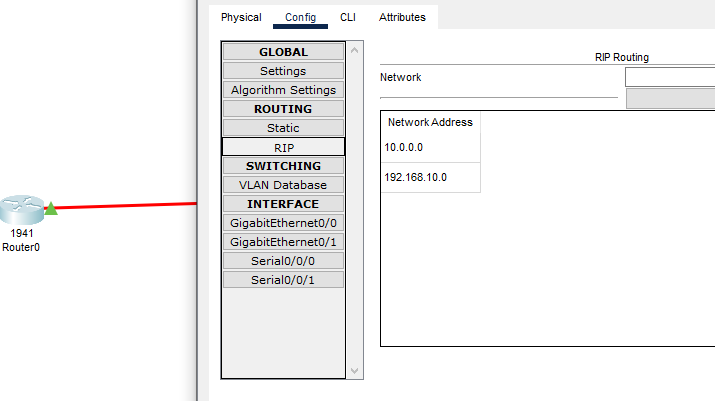 Physical
Config
CLI
Attributes
GLOBAL
Settings
Algorithm Settings
ROUTING
Static
RIP
SWITCHING
VLAN Database
INTERFACE
GigabitEthernet0/0
GigabitEthernet0/1
Serial0/0/0
Serial0/0/1
RIP Routing
Network
Network Address
10.0.0.0
192.168.10.0
1941
Router0